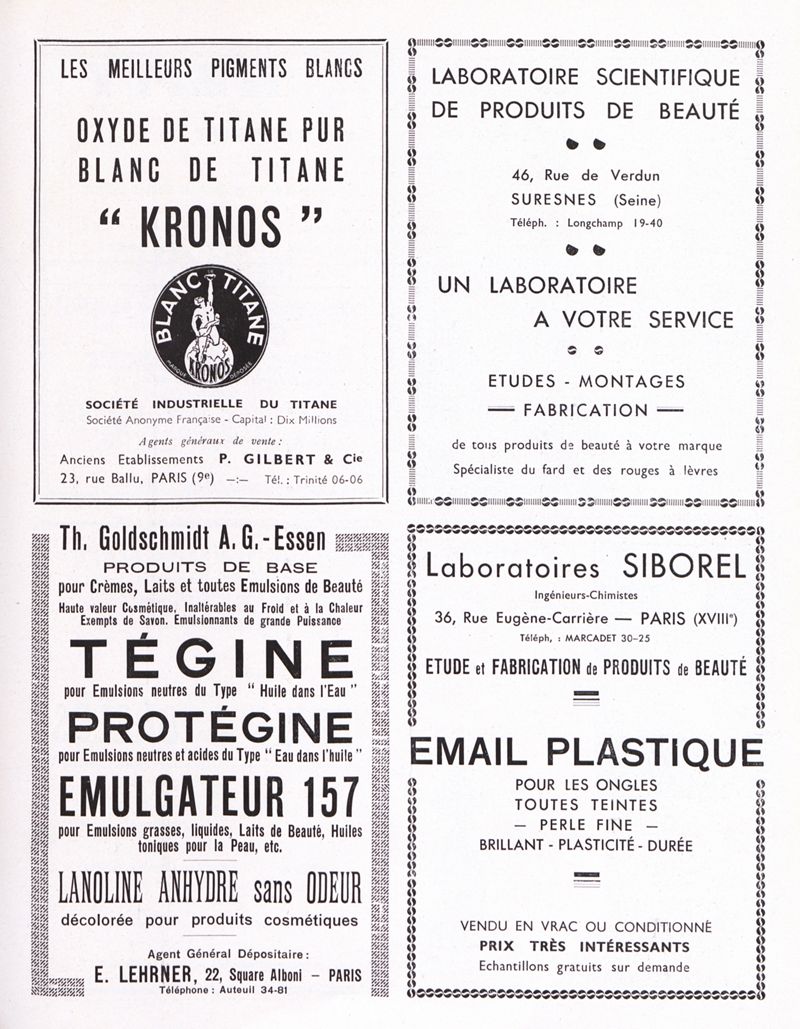 LES MEILLEURS PIGMENTS BLANCS
OXYDE DE TITANE PUR
BLANC DE TITANE
“ KRONOS ”
BLANC DE TITANE
KRONOS
MARQUE DÉPOSÉE
SOCIÉTÉ INDUSTRIELLE DU TITANE
Société Anonyme Française - Capital : Dix Millions
Agents généraux de vente :
Anciens Etablissements P. GILBERT & Cie
23, rue Ballu, PARIS (9e) —:— Tél. : Trinité 06-06
LABORATOIRE SCIENTIFIQUE
DE PRODUITS DE BEAUTÉ
46, Rue de Verdun
SURESNES (Seine)
Téléph. : Longchamp 19-40
UN LABORATOIRE
A VOTRE SERVICE
ETUDES - MONTAGES
— FABRICATION —
de tous produits de beauté à votre marque
Spécialiste du fard et des rouges à lèvres
Th. Goldschmidt A. G. - Essen
PRODUITS DE BASE
pour Crèmes, Laits et toutes Emulsions de Beauté
Haute valeur Cosmétique, Inaltérables au Froid et à la Chaleur
Exempts de Savon. Emulsionnants de grande Puissance
TÉGINE
pour Emulsions neutres du Type “ Huile dans l'Eau ”
PROTÉGINE
pour Emulsions neutres et acides du Type “ Eau dans l'huile ”
EMULGATEUR 157
pour Emulsions grasses, liquides, Laits de Beauté, Huiles
toniques pour la Peau, etc.
LANOLINE ANHYDRE sans ODEUR
décolorée pour produits cosmétiques
Agent Général Dépositaire :
E. LEHRNER, 22, Square Alboni — PARIS
Téléphone : Auteuil 34-81
Laboratoires SIBOREL
Ingénieurs-Chimistes
36, Rue Eugène-Carrière — PARIS (XVIIIe)
Téléph, : MARCADET 30-25
ETUDE et FABRICATION de PRODUITS de BEAUTÉ
EMAIL PLASTIQUE
POUR LES ONGLES
TOUTES TEINTES
— PERLE FINE —
BRILLANT - PLASTICITÉ - DURÉE
VENDU EN VRAC OU CONDITIONNÉ
PRIX TRÈS INTÉRESSANTS
Echantillons gratuits sur demande